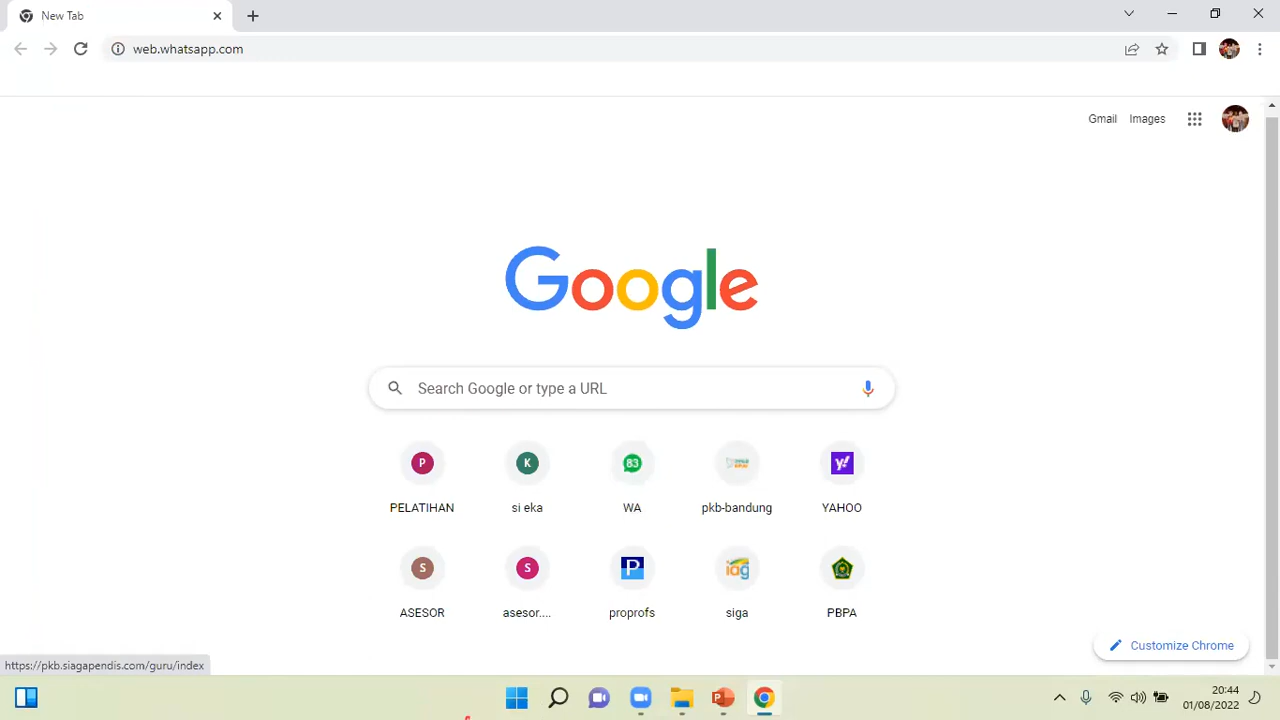 New Tab
web.whatsapp.com
Gmail Images
Google
Search Google or type a URL
P K 83 y!
PELATIHAN si eka WA pkb-bandung YAHOO
S S P iag
ASESOR asesor.... proprofs siga PBPA
Customize Chrome
https://pkb.siagapendis.com/guru/index
20:44
01/08/2022